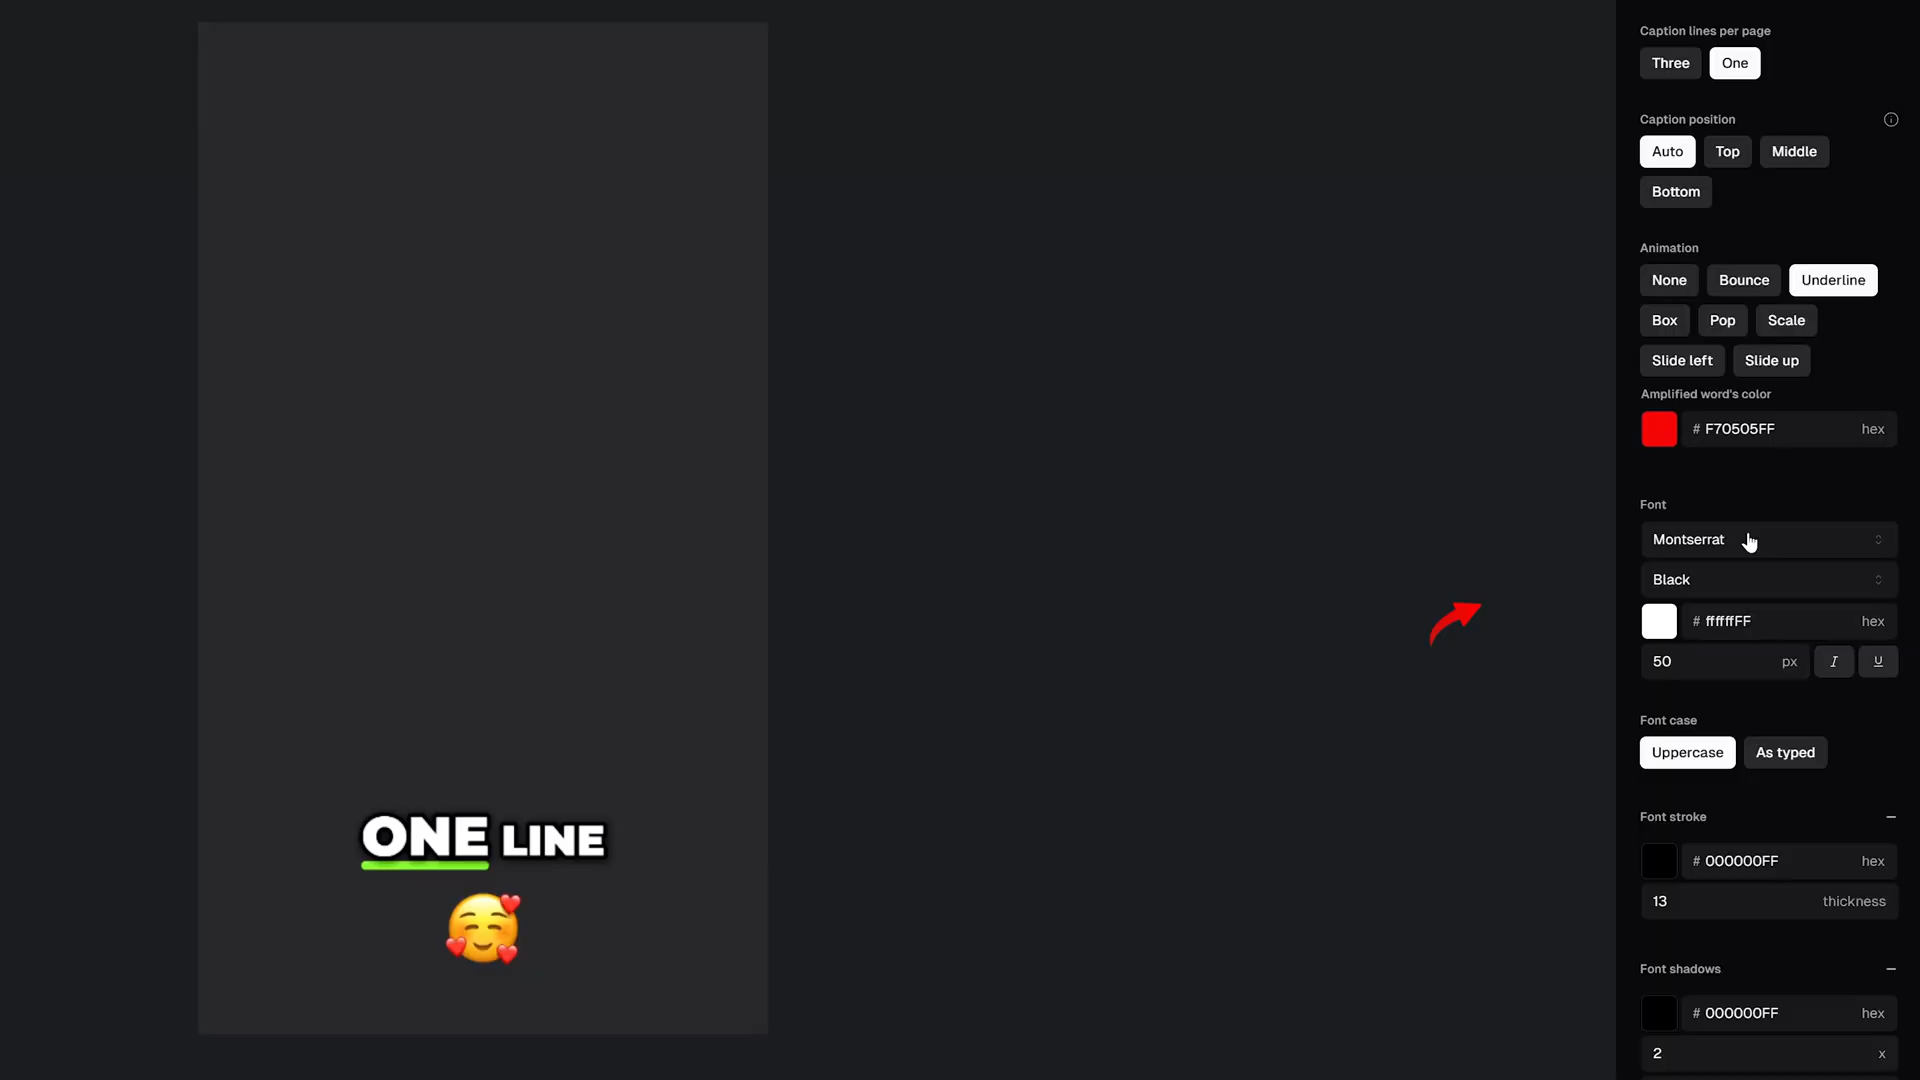 Caption lines per page
Three One
Caption position
Auto Top Middle
Bottom
Animation
None Bounce Underline
Box Pop Scale
Slide left Slide up
Amplified word's color
# F70505FF hex
Font
Montserrat
Black
# ffffffFF hex
50 px I U
Font case
Uppercase As typed
Font stroke
# 000000FF hex
13 thickness
Font shadows
# 000000FF hex
2 x
ONE LINE